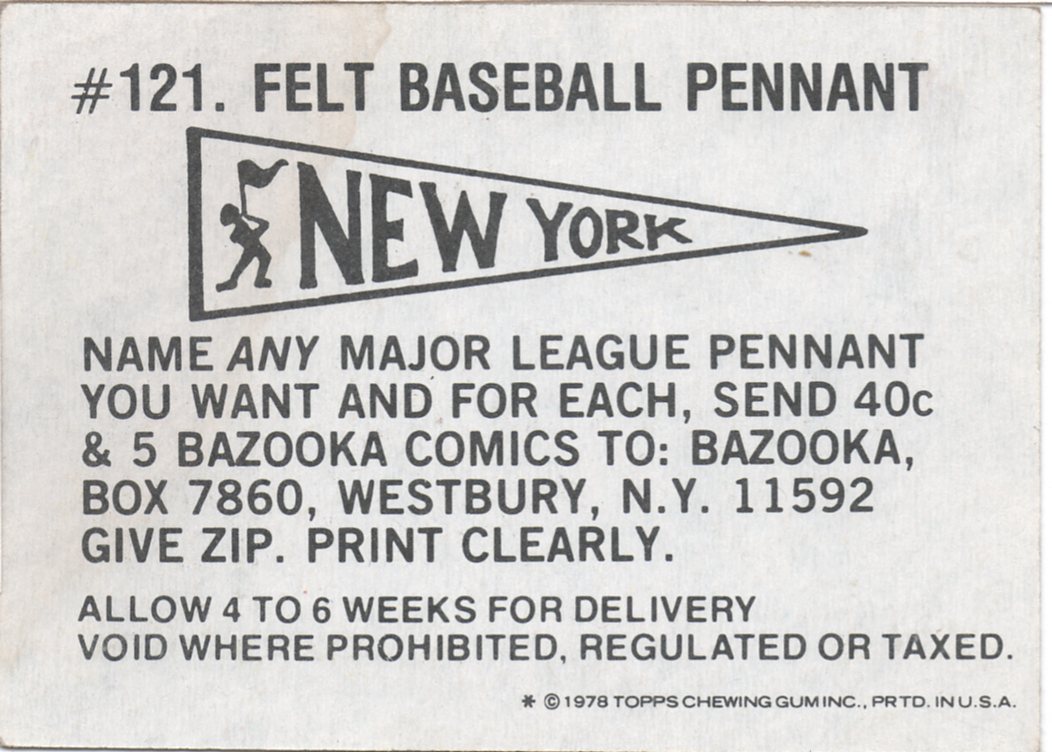 #121. FELT BASEBALL PENNANT
NEW YORK
NAME ANY MAJOR LEAGUE PENNANT
YOU WANT AND FOR EACH, SEND 40c
& 5 BAZOOKA COMICS TO: BAZOOKA,
BOX 7860, WESTBURY, N.Y. 11592
GIVE ZIP. PRINT CLEARLY.
ALLOW 4 TO 6 WEEKS FOR DELIVERY
VOID WHERE PROHIBITED, REGULATED OR TAXED.
* © 1978 TOPPS CHEWING GUM INC., PRTD. IN U.S.A.